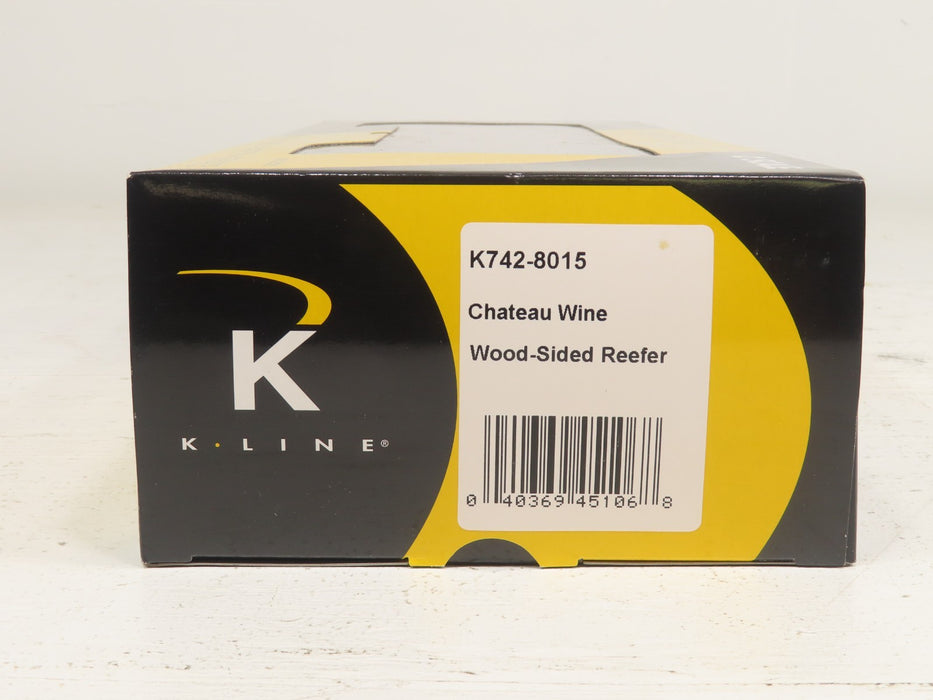 K742-8015
Chateau Wine
Wood-Sided Reefer
0 40369 45106 8
K
K·LINE®